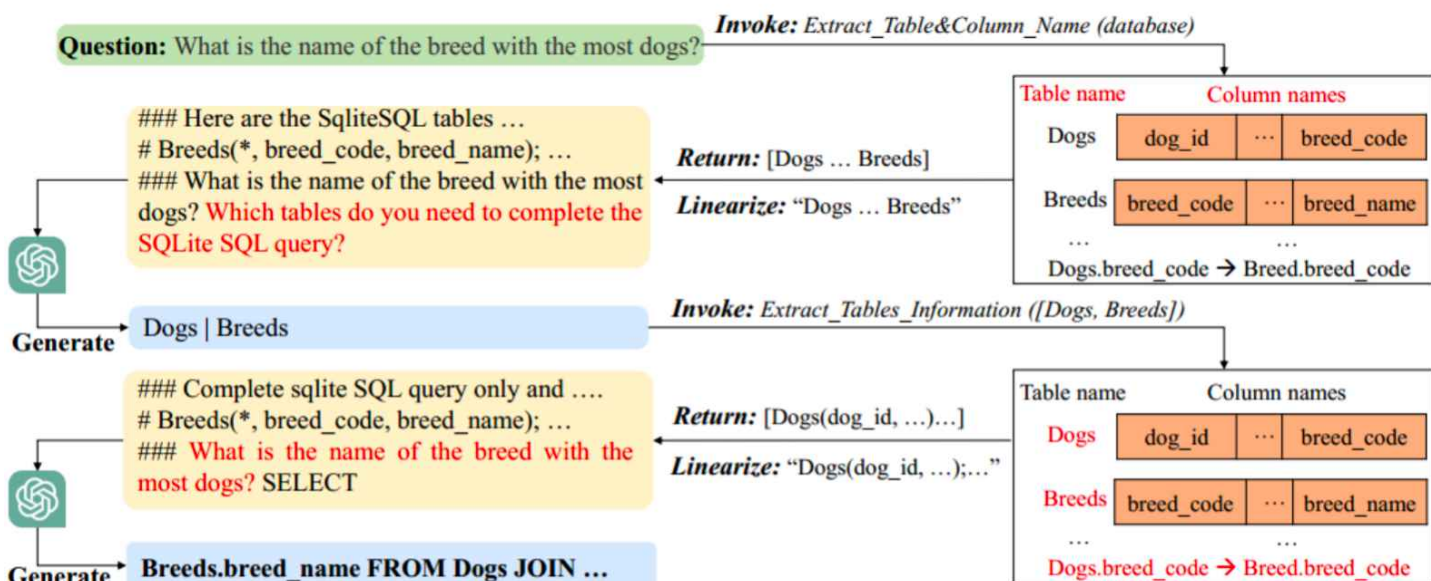 Question: What is the name of the breed with the most dogs?
Invoke: Extract_Table&Column_Name (database)
### Here are the SqliteSQL tables …
# Breeds(*, breed_code, breed_name); …
### What is the name of the breed with the most
dogs? Which tables do you need to complete the
SQLite SQL query?
Return: [Dogs … Breeds]
Linearize: “Dogs … Breeds”
Table name Column names
Dogs dog_id … breed_code
Breeds breed_code … breed_name
… …
Dogs.breed_code → Breed.breed_code
Generate
Dogs | Breeds
Invoke: Extract_Tables_Information ([Dogs, Breeds])
### Complete sqlite SQL query only and ….
# Breeds(*, breed_code, breed_name); …
### What is the name of the breed with the
most dogs? SELECT
Return: [Dogs(dog_id, …)…]
Linearize: “Dogs(dog_id, …);…”
Table name Column names
Dogs dog_id … breed_code
Breeds breed_code … breed_name
… …
Dogs.breed_code → Breed.breed_code
Generate
Breeds.breed_name FROM Dogs JOIN …